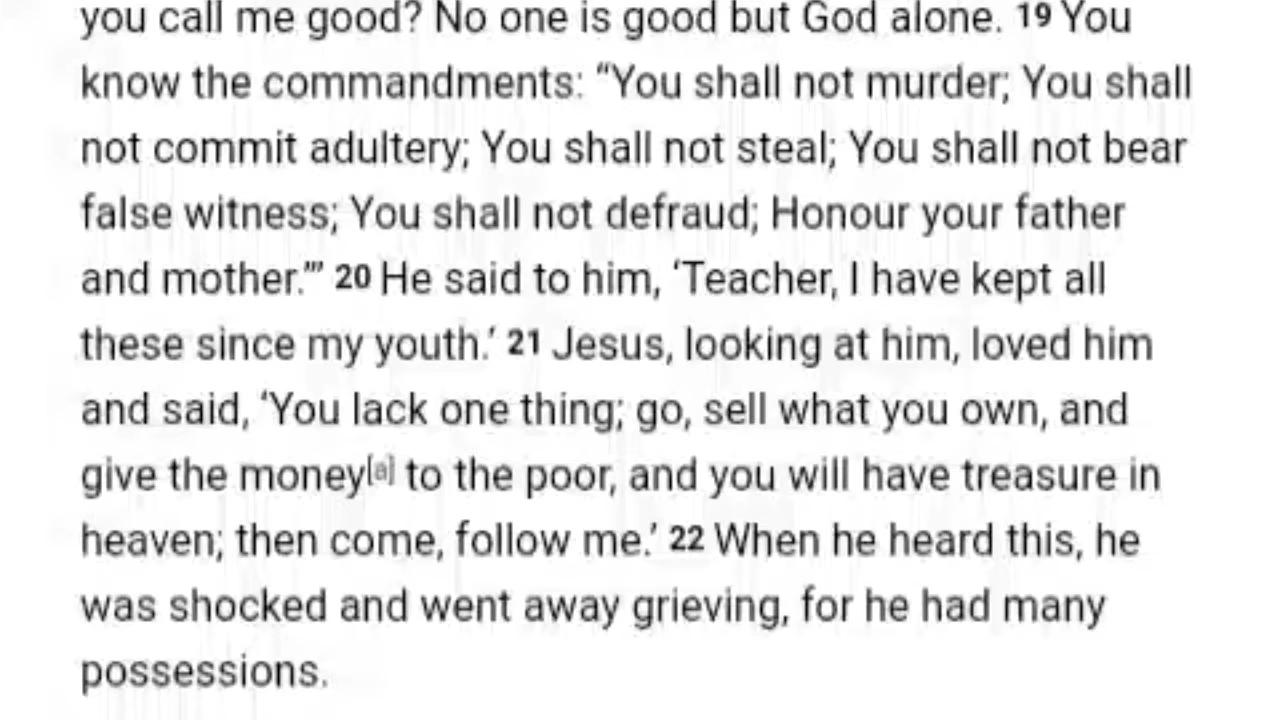 you call me good? No one is good but God alone. 19 You
know the commandments: “You shall not murder; You shall
not commit adultery; You shall not steal; You shall not bear
false witness; You shall not defraud; Honour your father
and mother.”’ 20 He said to him, ‘Teacher, I have kept all
these since my youth.’ 21 Jesus, looking at him, loved him
and said, ‘You lack one thing; go, sell what you own, and
give the money[a] to the poor, and you will have treasure in
heaven; then come, follow me.’ 22 When he heard this, he
was shocked and went away grieving, for he had many
possessions.